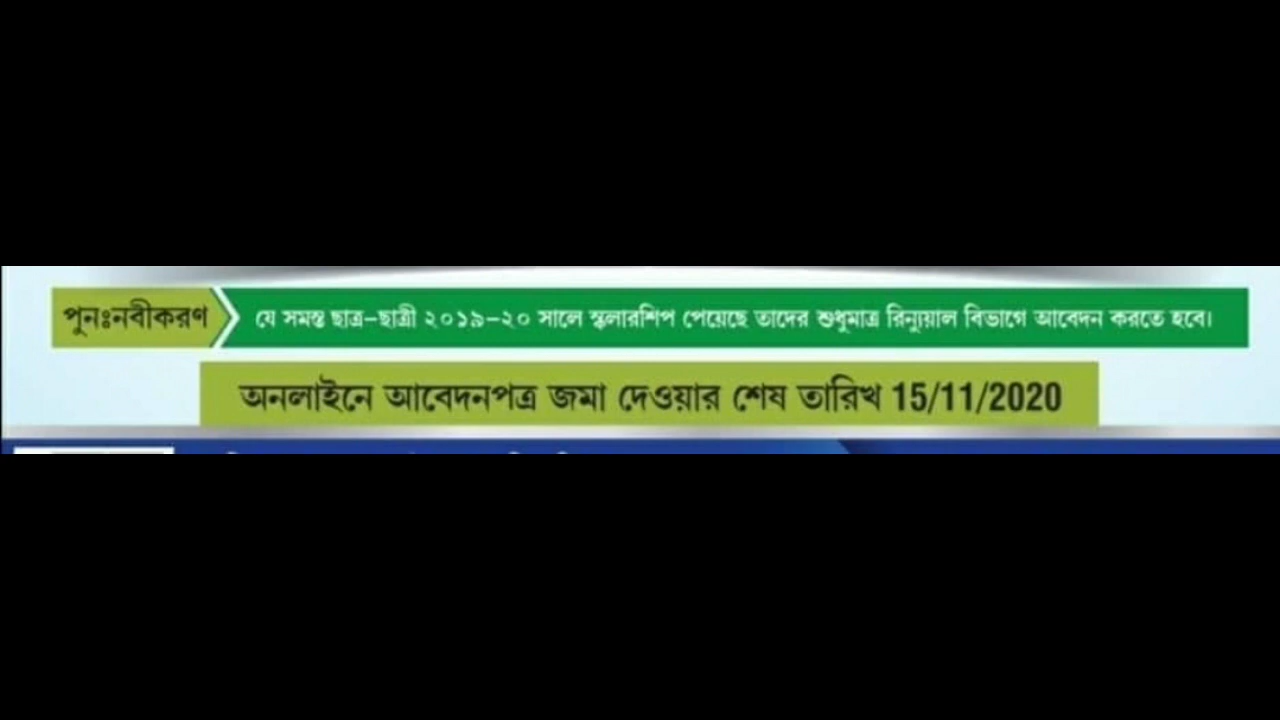 পুনঃনবীকরণ যে সমস্ত ছাত্র-ছাত্রী ২০১৯-২০ সালে স্কলারশিপ পেয়েছে তাদের শুধুমাত্র রিন্যুয়াল বিভাগে আবেদন করতে হবে।
অনলাইনে আবেদনপত্র জমা দেওয়ার শেষ তারিখ 15/11/2020